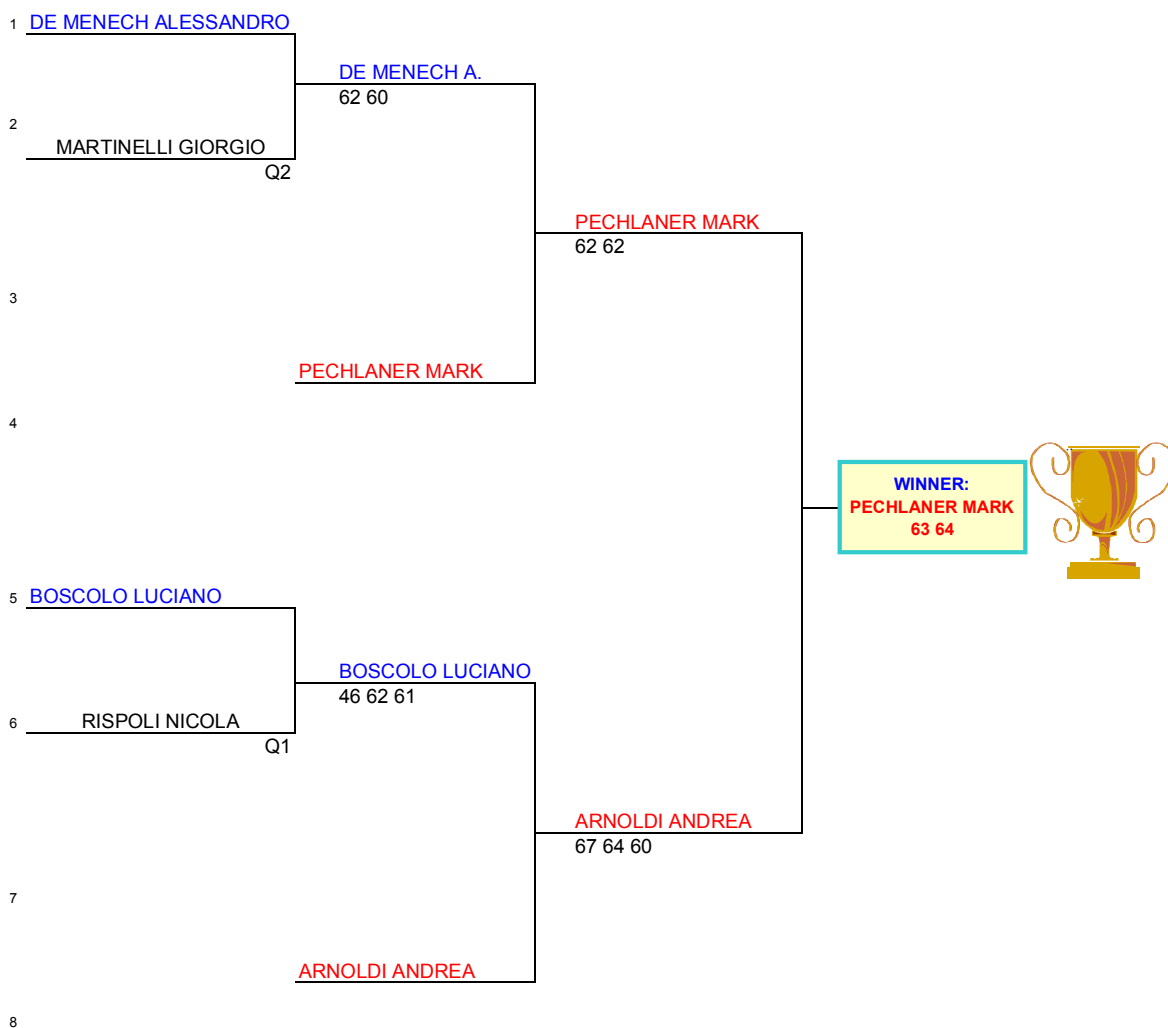 1 DE MENECH ALESSANDRO
DE MENECH A.
62 60
2
MARTINELLI GIORGIO
Q2
PECHLANER MARK
62 62
3
PECHLANER MARK
4
WINNER:
PECHLANER MARK
63 64
5 BOSCOLO LUCIANO
BOSCOLO LUCIANO
46 62 61
6 RISPOLI NICOLA
Q1
ARNOLDI ANDREA
67 64 60
7
ARNOLDI ANDREA
8